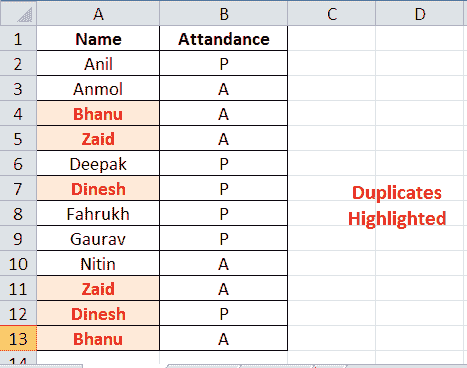 A B C D
1 Name Attandance
2 Anil P
3 Anmol A
4 Bhanu A
5 Zaid A
6 Deepak P
7 Dinesh P Duplicates
8 Fahrukh P Highlighted
9 Gaurav P
10 Nitin A
11 Zaid A
12 Dinesh P
13 Bhanu A
14